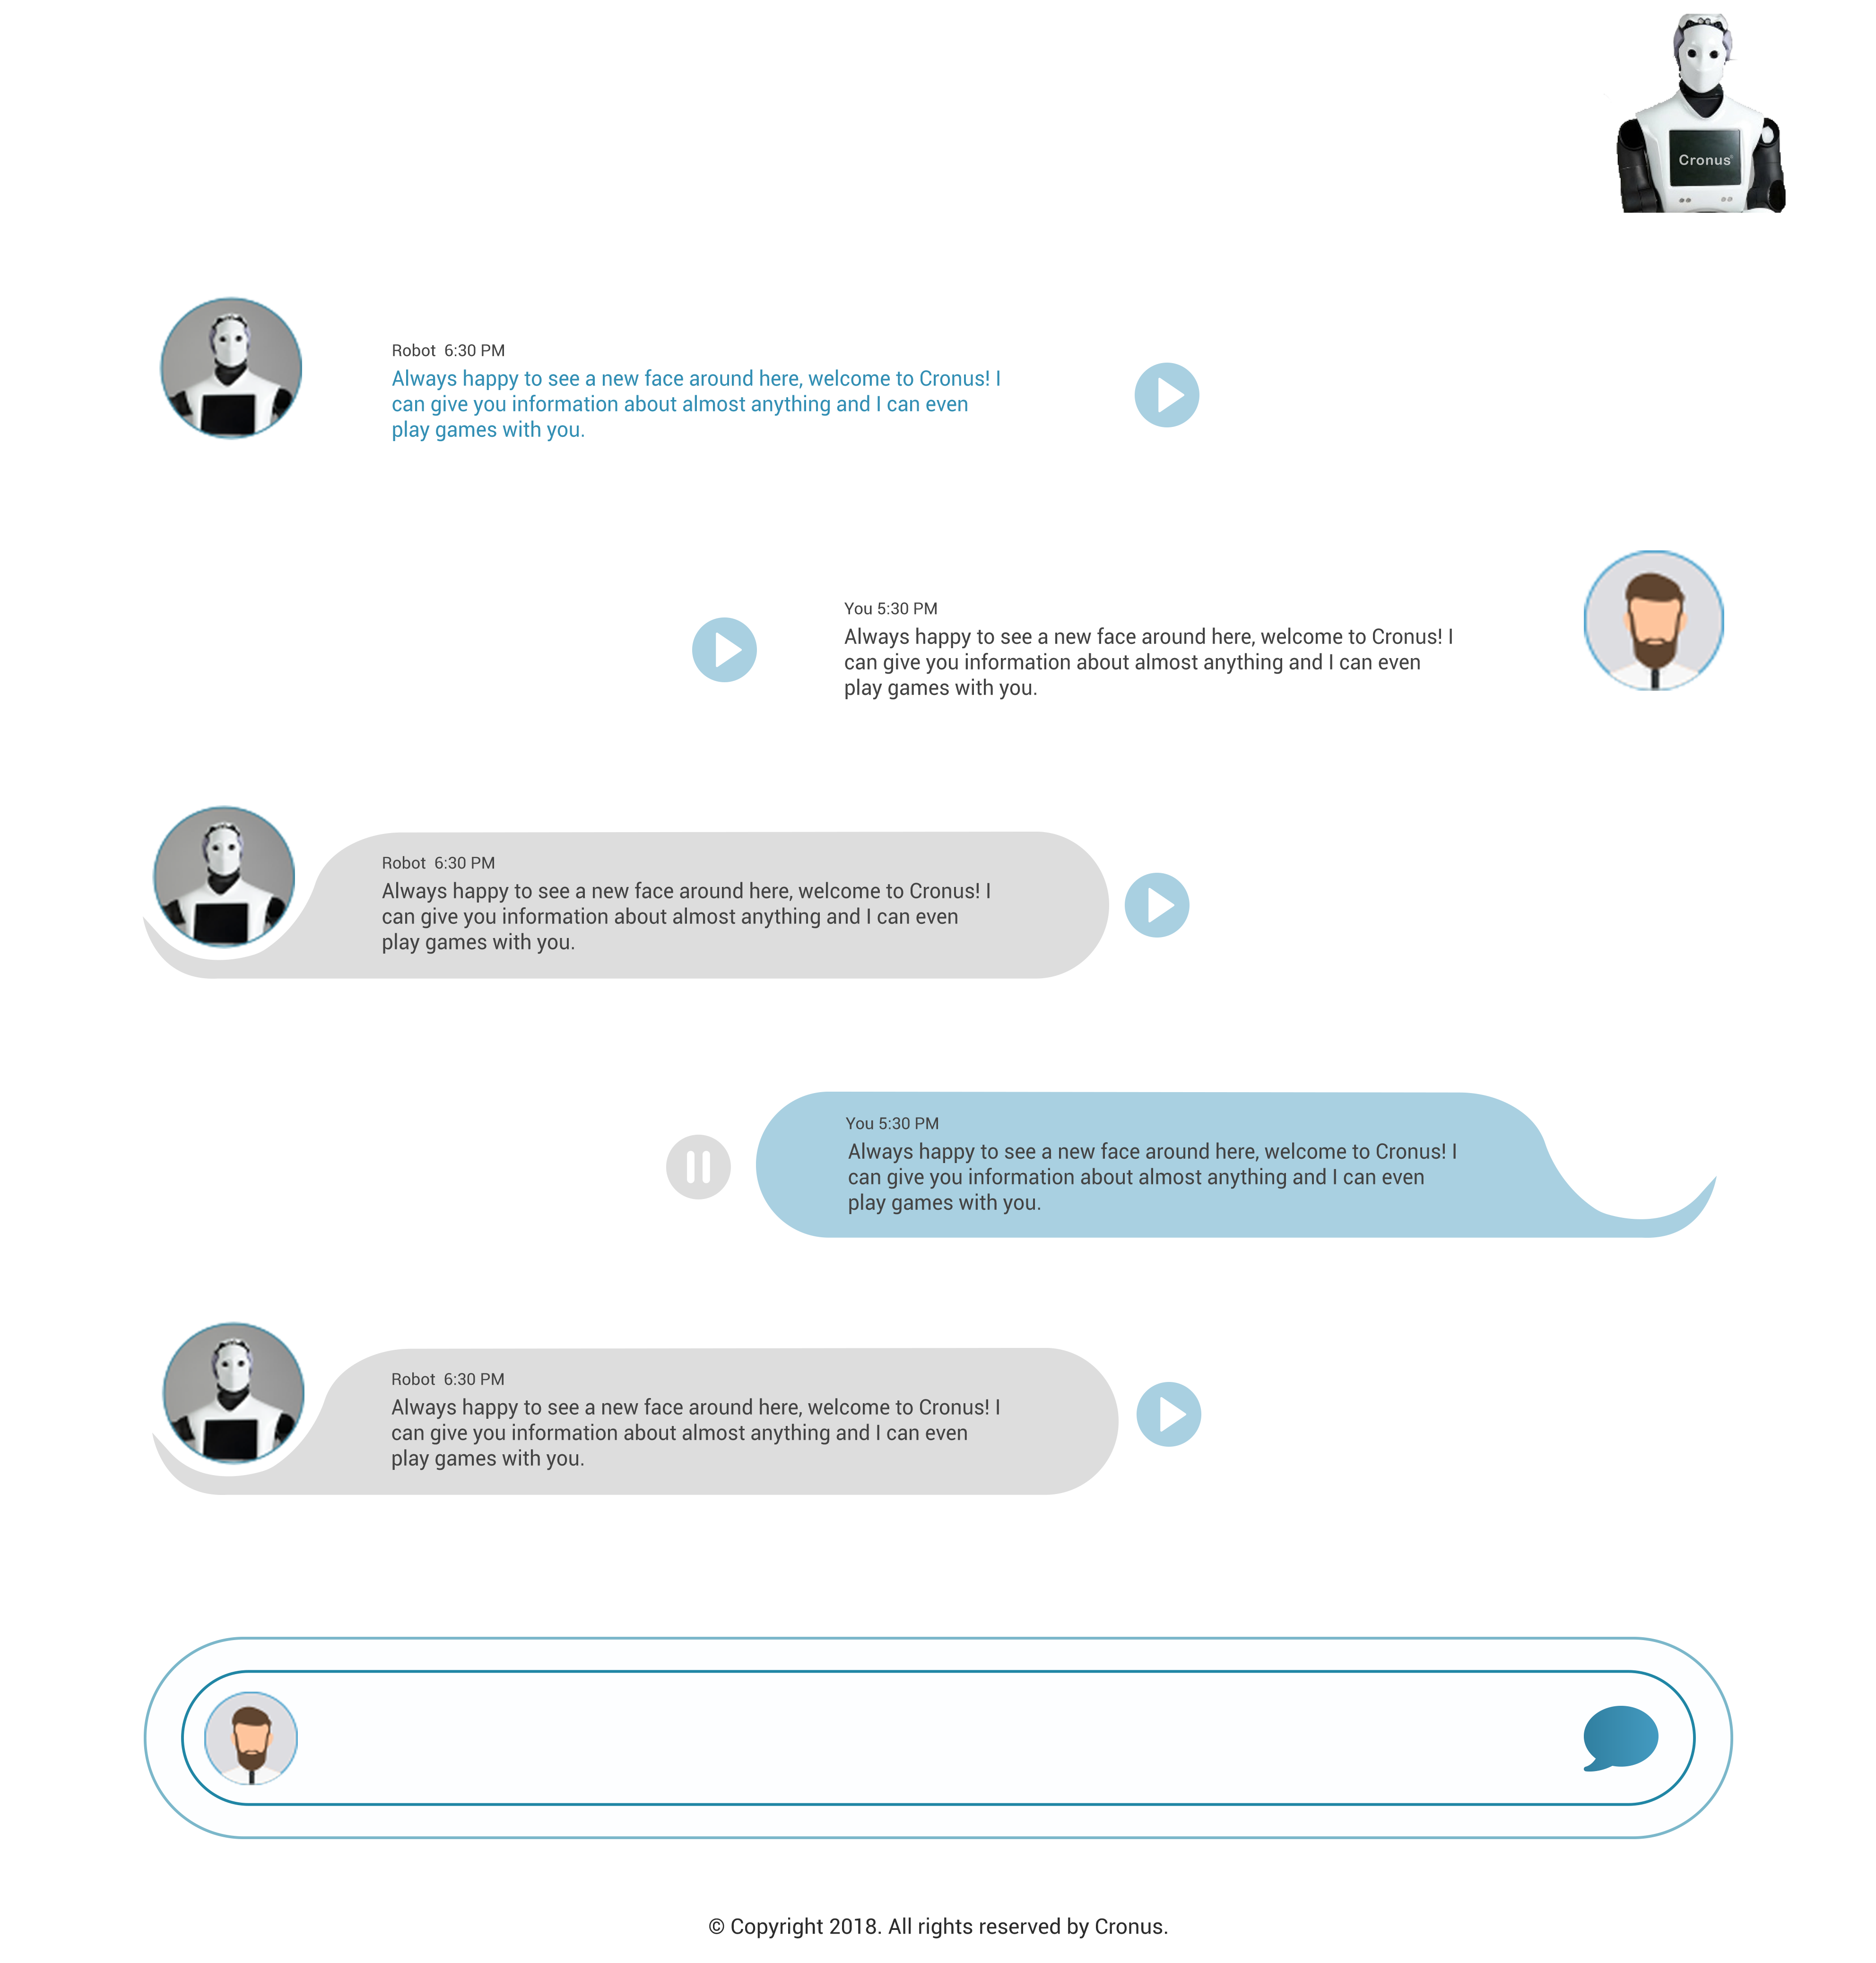 Cronus
Robot 6:30 PM
Always happy to see a new face around here, welcome to Cronus! I
can give you information about almost anything and I can even
play games with you.
You 5:30 PM
Always happy to see a new face around here, welcome to Cronus! I
can give you information about almost anything and I can even
play games with you.
Robot 6:30 PM
Always happy to see a new face around here, welcome to Cronus! I
can give you information about almost anything and I can even
play games with you.
You 5:30 PM
Always happy to see a new face around here, welcome to Cronus! I
can give you information about almost anything and I can even
play games with you.
Robot 6:30 PM
Always happy to see a new face around here, welcome to Cronus! I
can give you information about almost anything and I can even
play games with you.
© Copyright 2018. All rights reserved by Cronus.